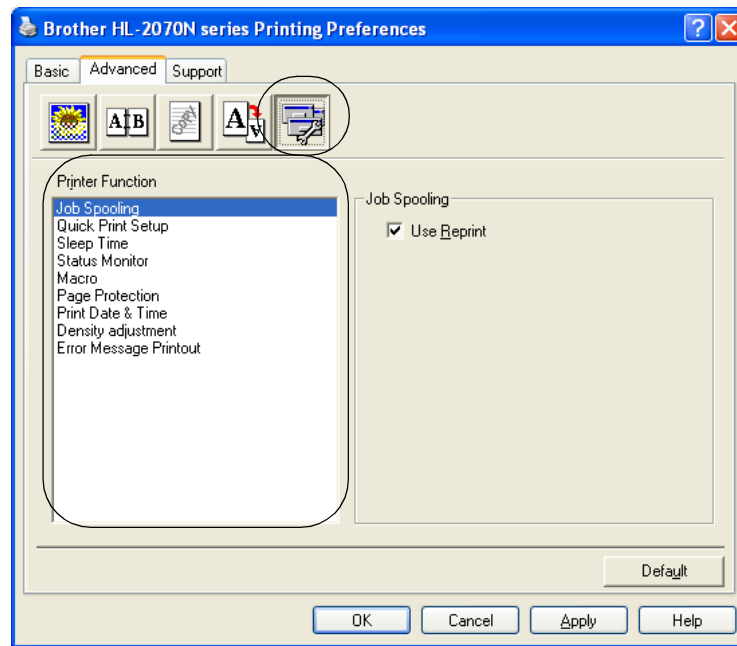 Brother HL-2070N series Printing Preferences
Basic Advanced Support
A B Copy A A
Printer Function
Job Spooling
Quick Print Setup
Sleep Time
Status Monitor
Macro
Page Protection
Print Date & Time
Density adjustment
Error Message Printout
Job Spooling
Use Reprint
Default
OK Cancel Apply Help